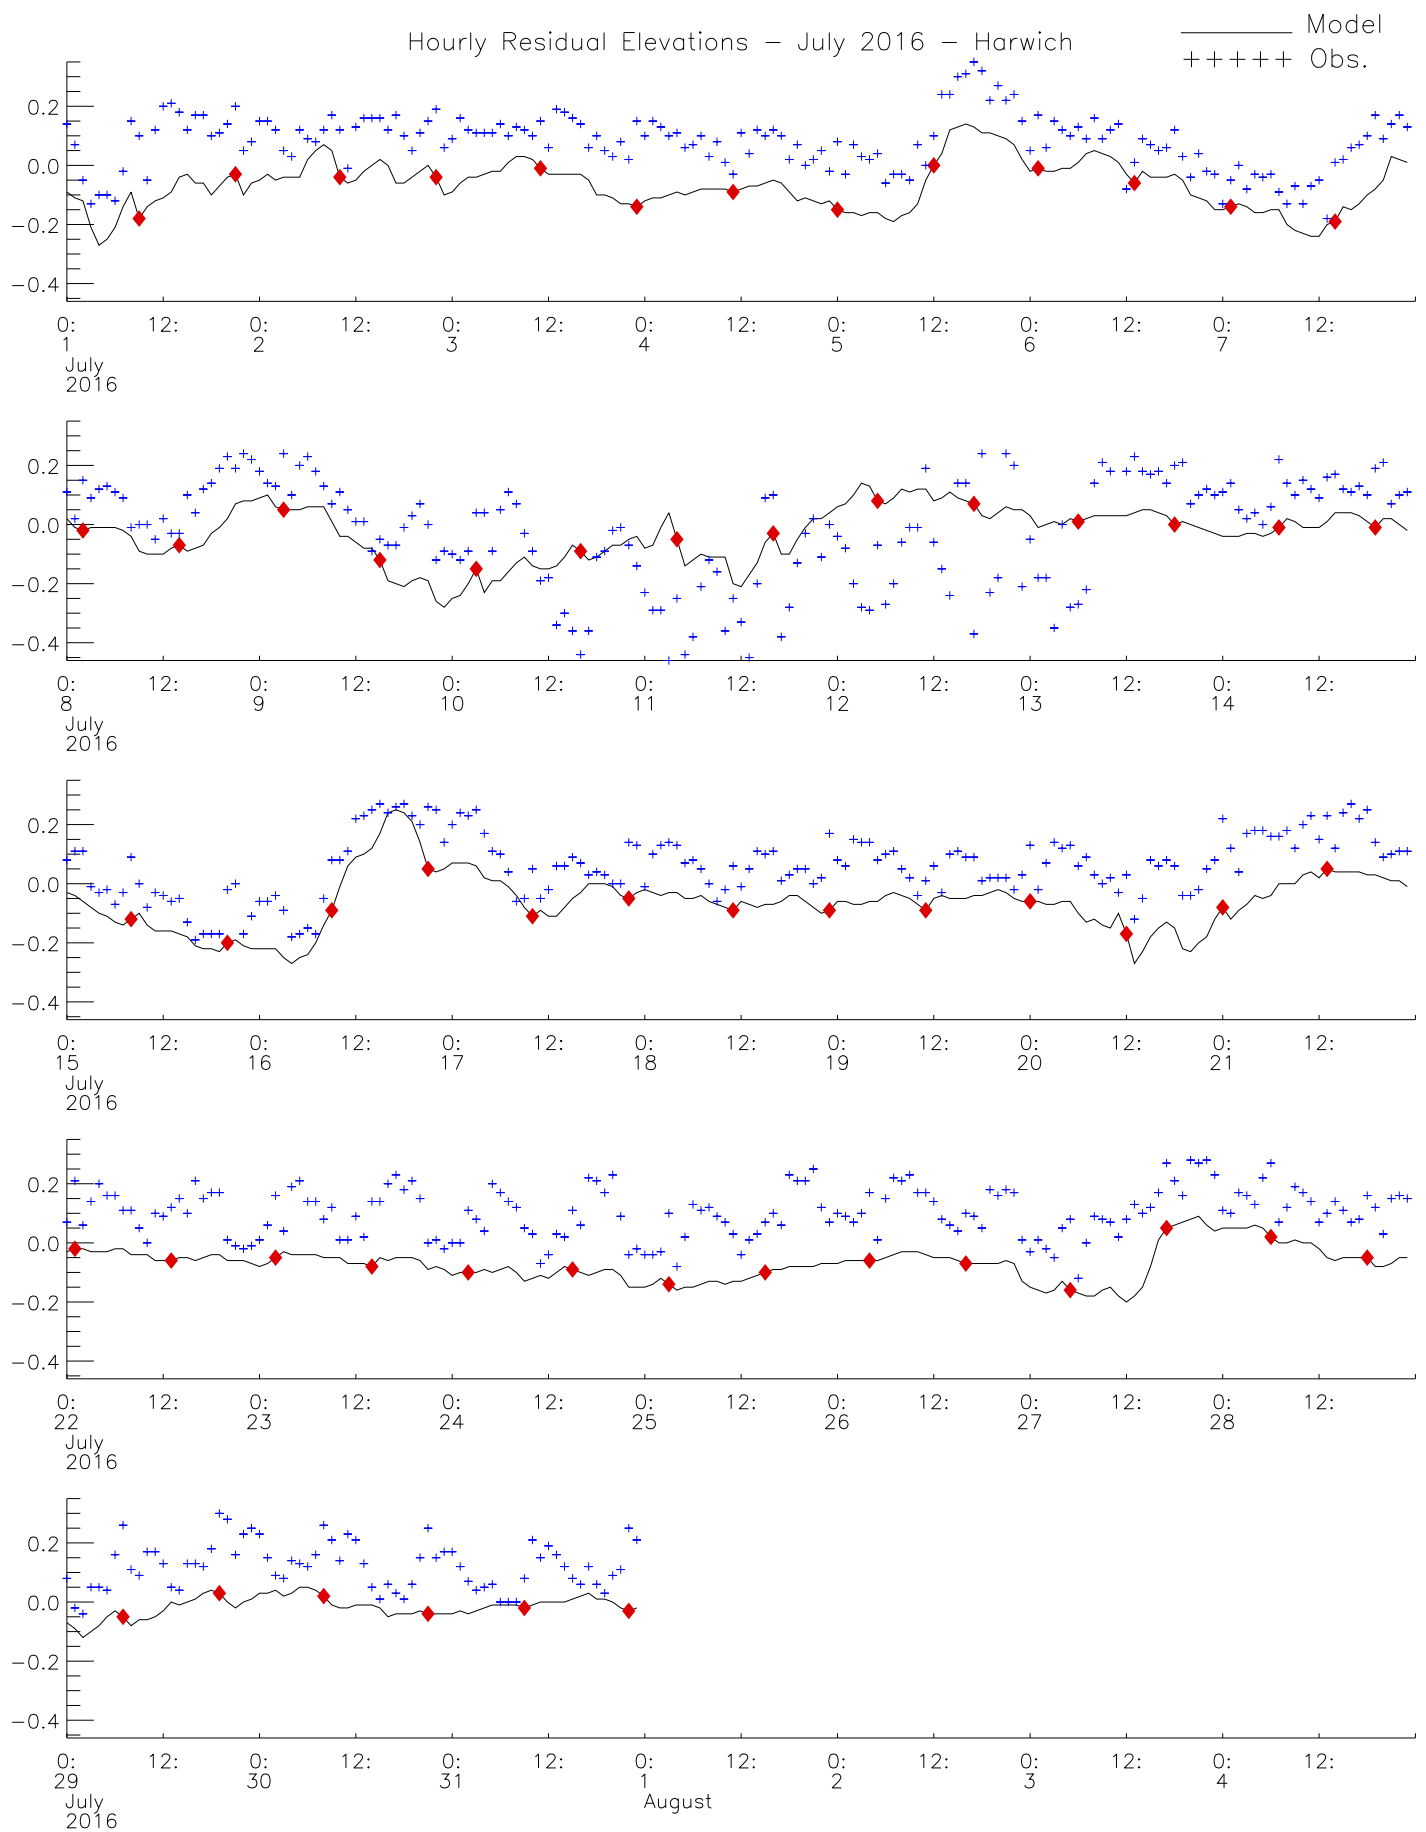 Hourly Residual Elevations – July 2016 – Harwich
Model
+++++ Obs.
0.2
0.0
−0.2
−0.4
0: 12: 0: 12: 0: 12: 0: 12: 0: 12: 0: 12: 0: 12:
1 2 3 4 5 6 7
July
2016
0.2
0.0
−0.2
−0.4
0: 12: 0: 12: 0: 12: 0: 12: 0: 12: 0: 12: 0: 12:
8 9 10 11 12 13 14
July
2016
0.2
0.0
−0.2
−0.4
0: 12: 0: 12: 0: 12: 0: 12: 0: 12: 0: 12: 0: 12:
15 16 17 18 19 20 21
July
2016
0.2
0.0
−0.2
−0.4
0: 12: 0: 12: 0: 12: 0: 12: 0: 12: 0: 12: 0: 12:
22 23 24 25 26 27 28
July
2016
0.2
0.0
−0.2
−0.4
0: 12: 0: 12: 0: 12: 0: 12: 0: 12: 0: 12: 0: 12:
29 30 31 1 2 3 4
July August
2016